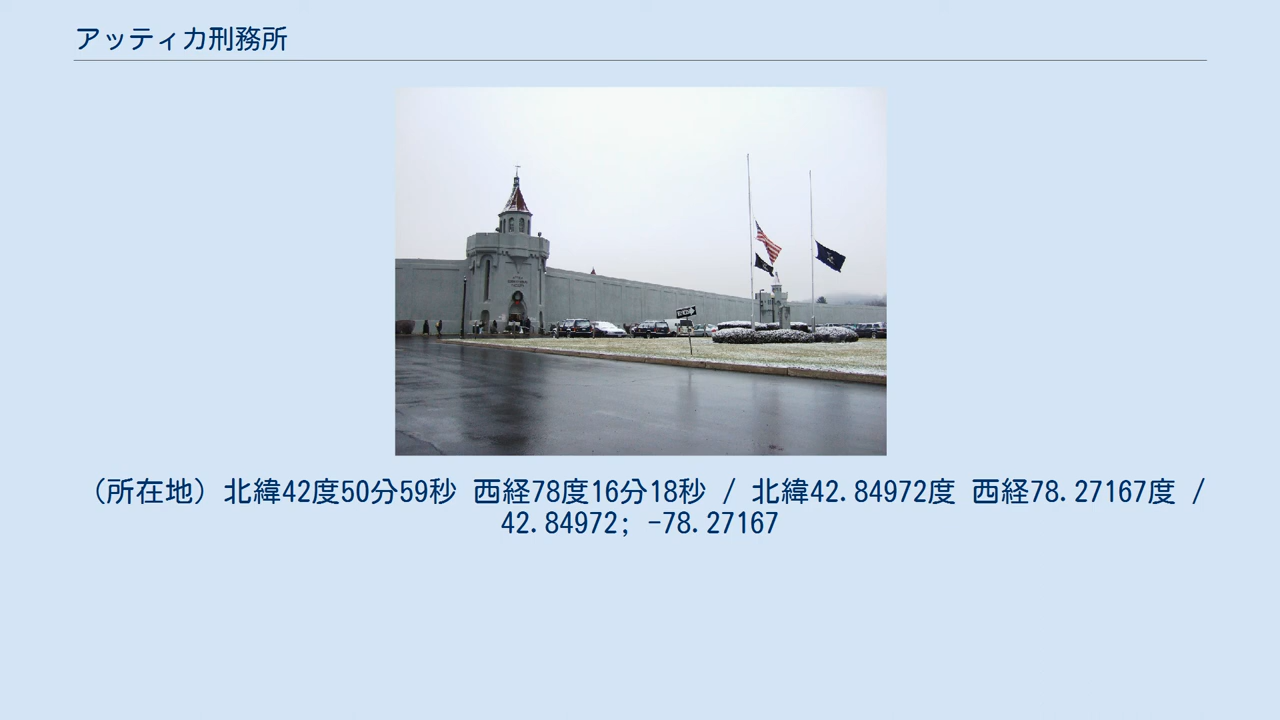 アッティカ刑務所
(所在地) 北緯42度50分59秒 西経78度16分18秒 / 北緯42.84972度 西経78.27167度 /
42.84972; -78.27167